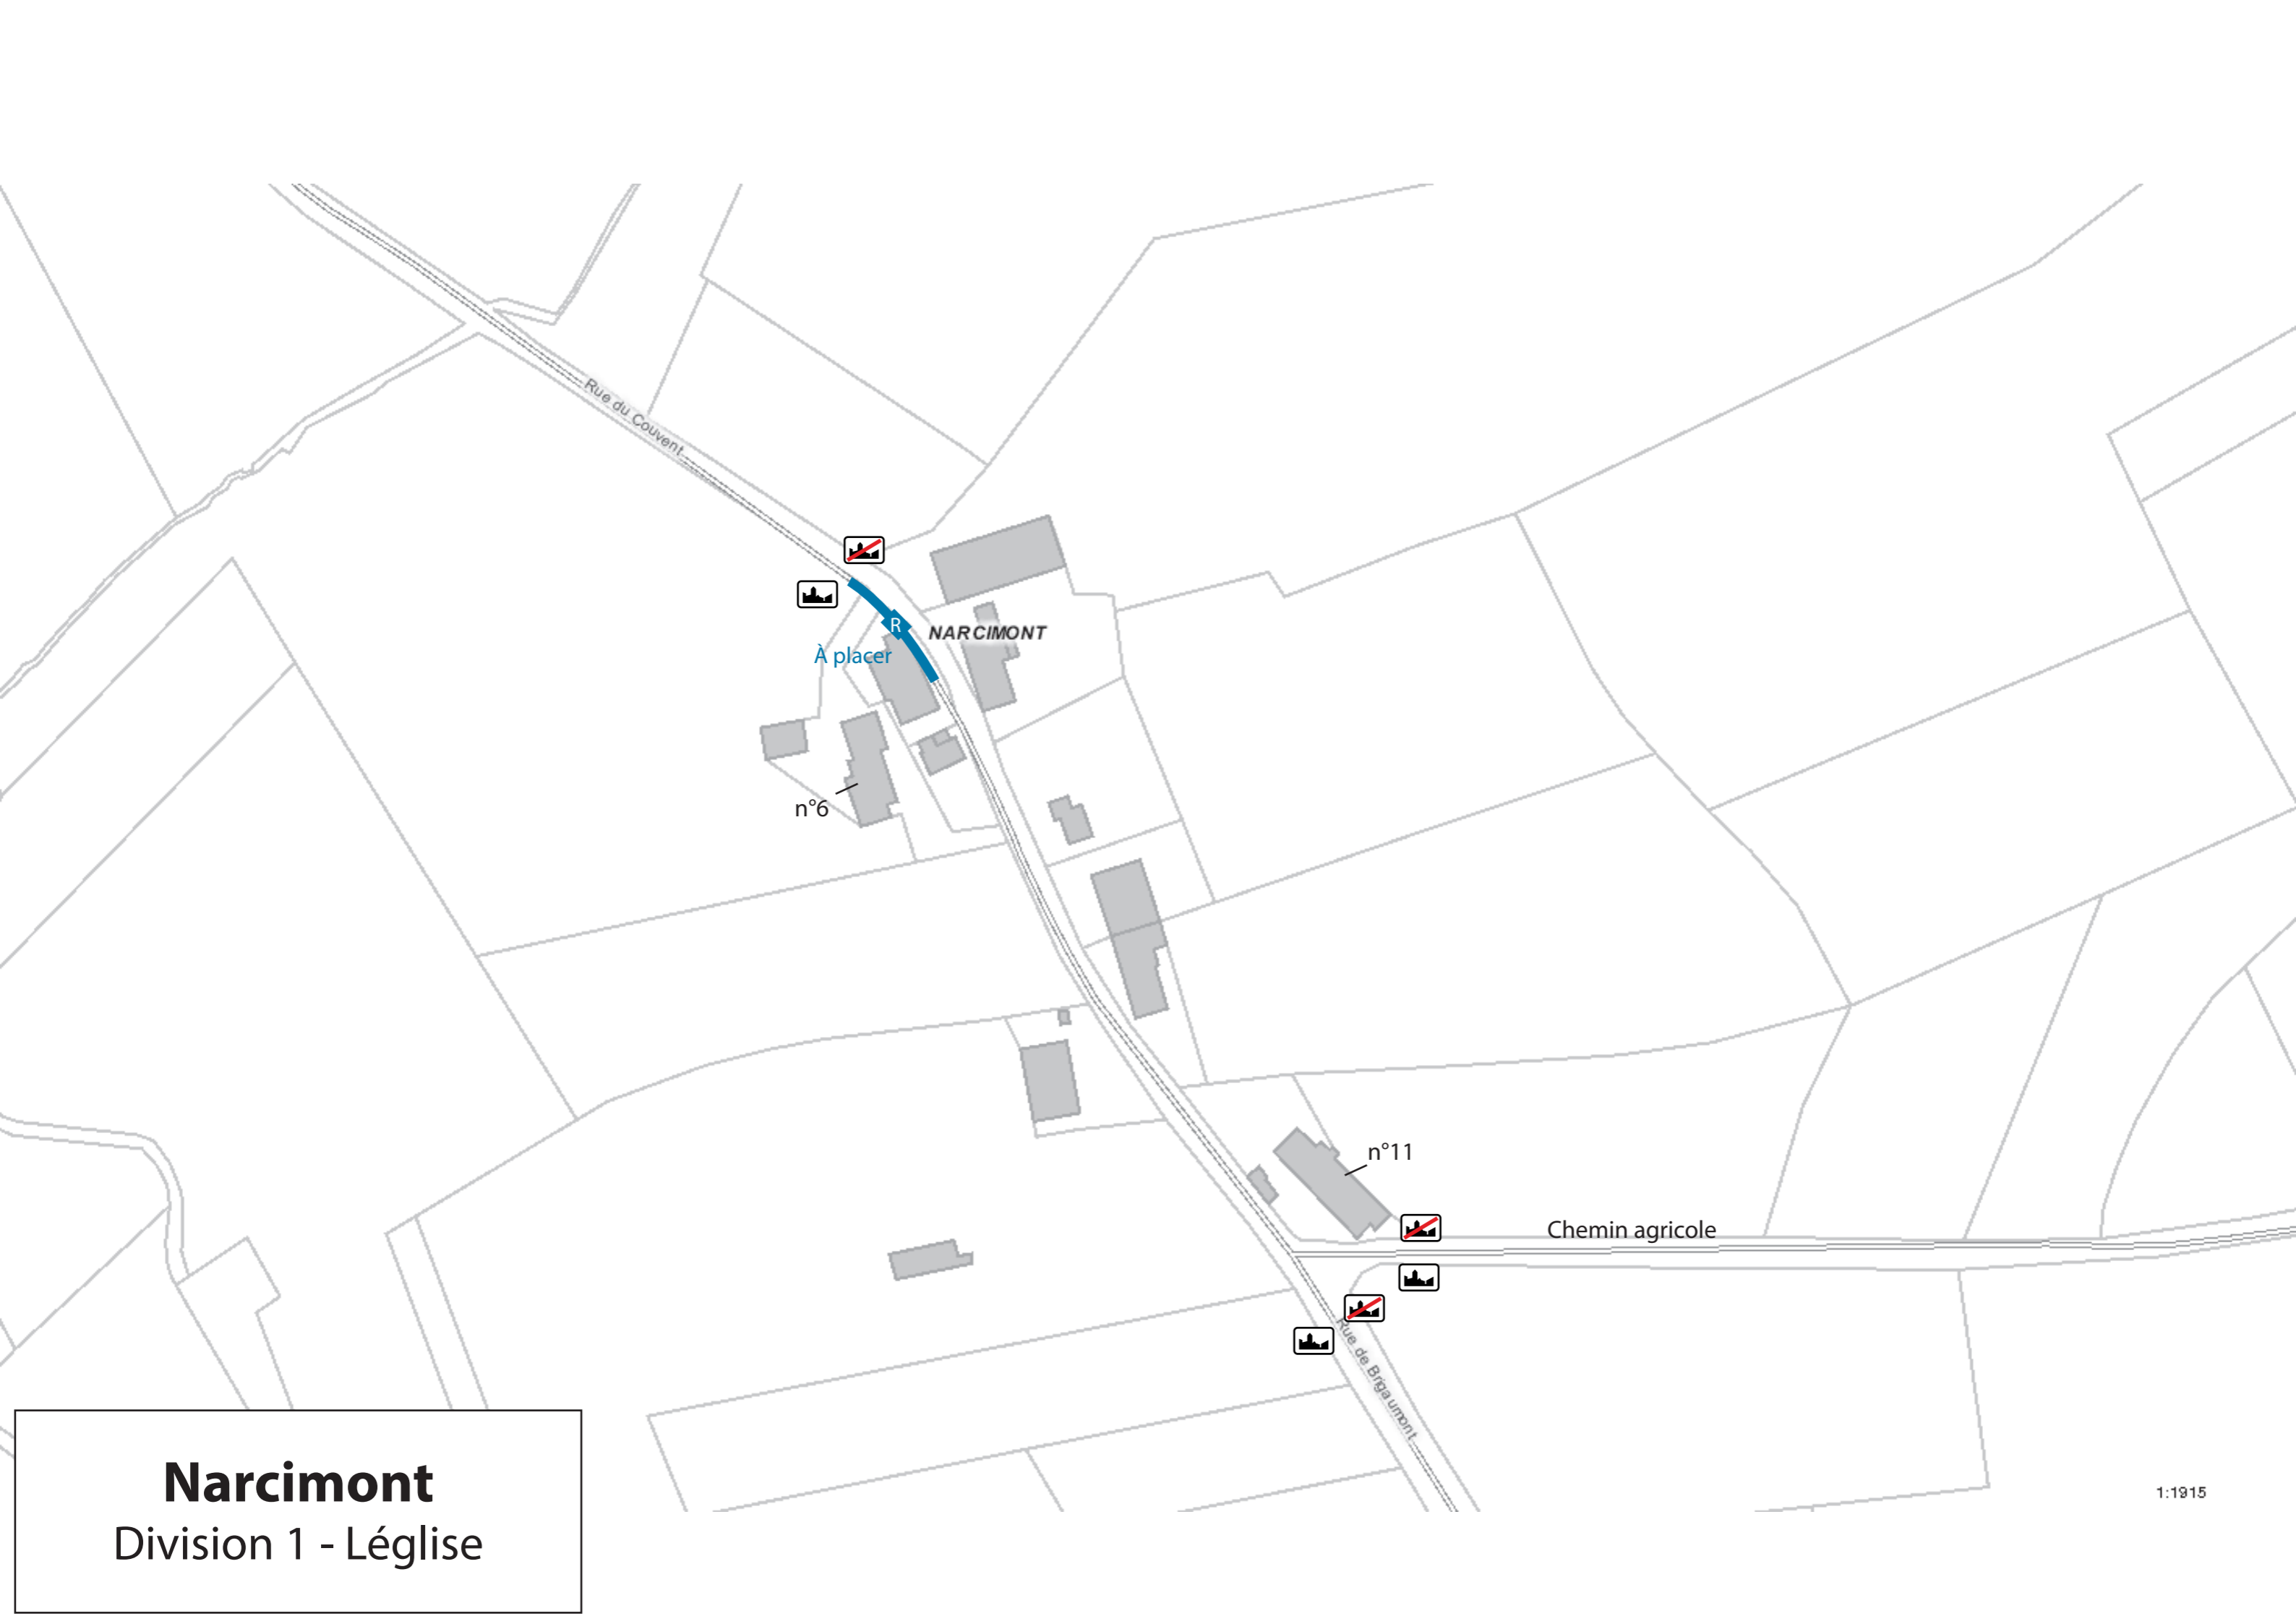 Rue du Couvent
R
NARCIMONT
À placer
n°6
n°11
Chemin agricole
Rue de Brigaumont
Narcimont
Division 1 - Léglise
1:1915